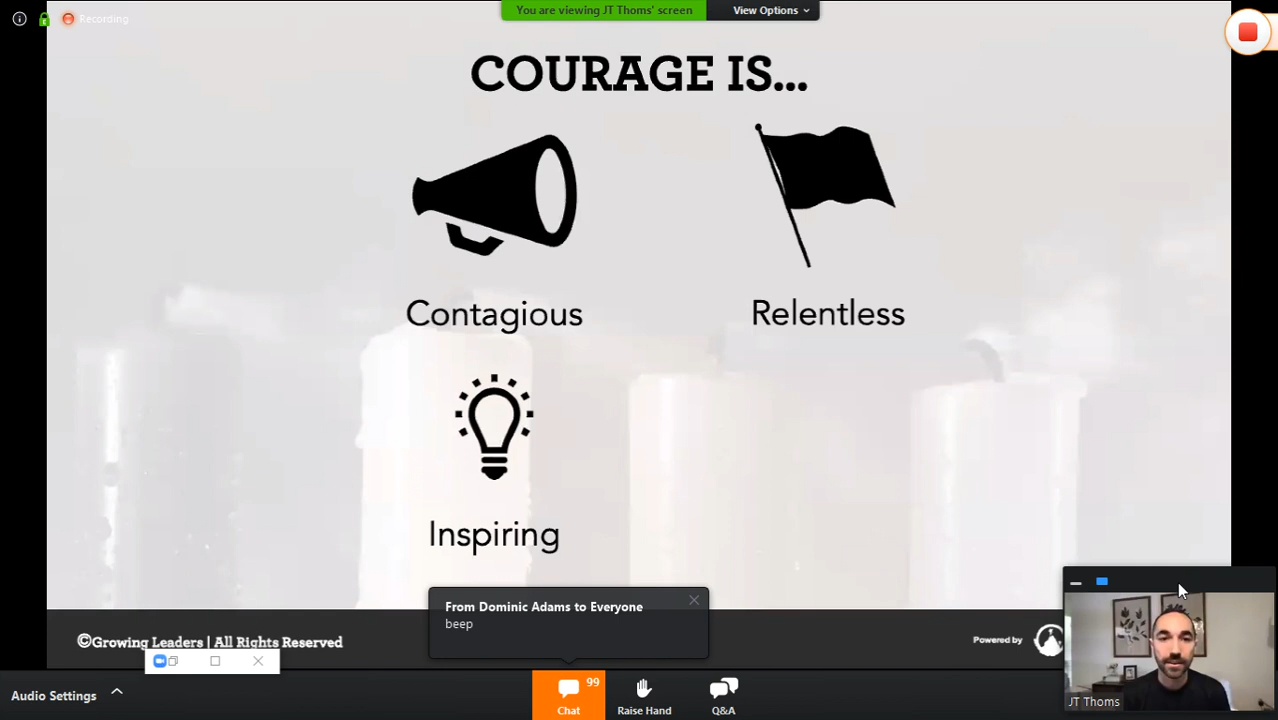 Recording
You are viewing JT Thoms' screen
View Options
COURAGE IS...
Contagious
Relentless
Inspiring
From Dominic Adams to Everyone
beep
©Growing Leaders | All Rights Reserved
Powered by
JT Thoms
Audio Settings
99
Chat
Raise Hand
Q&A